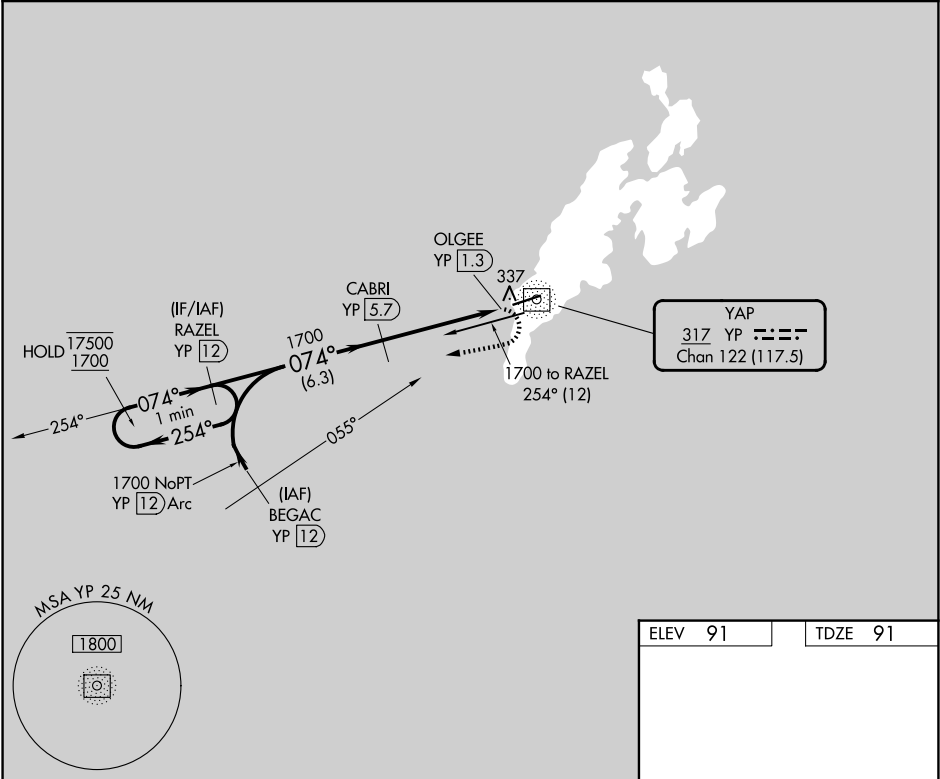 OLGEE
YP 1.3
337
CABRI
YP 5.7
(IF/IAF)
RAZEL
YP 12
HOLD 17500
1700
1700
074°
(6.3)
YAP
317 YP
Chan 122 (117.5)
1700 to RAZEL
254° (12)
074°
1 min
254°
254°
055°
1700 NoPT
YP 12 Arc
(IAF)
BEGAC
YP 12
MSA YP 25 NM
1800
ELEV 91
TDZE 91